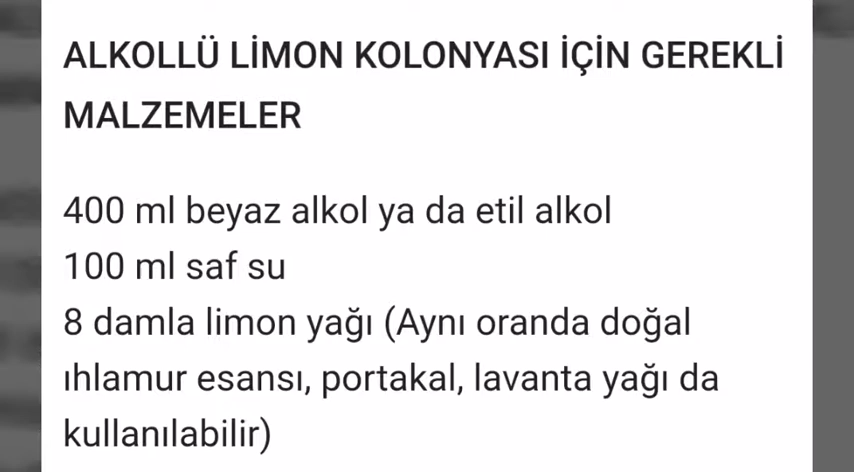 ALKOLLÜ LİMON KOLONYASI İÇİN GEREKLİ
MALZEMELER
400 ml beyaz alkol ya da etil alkol
100 ml saf su
8 damla limon yağı (Aynı oranda doğal
ıhlamur esansı, portakal, lavanta yağı da
kullanılabilir)